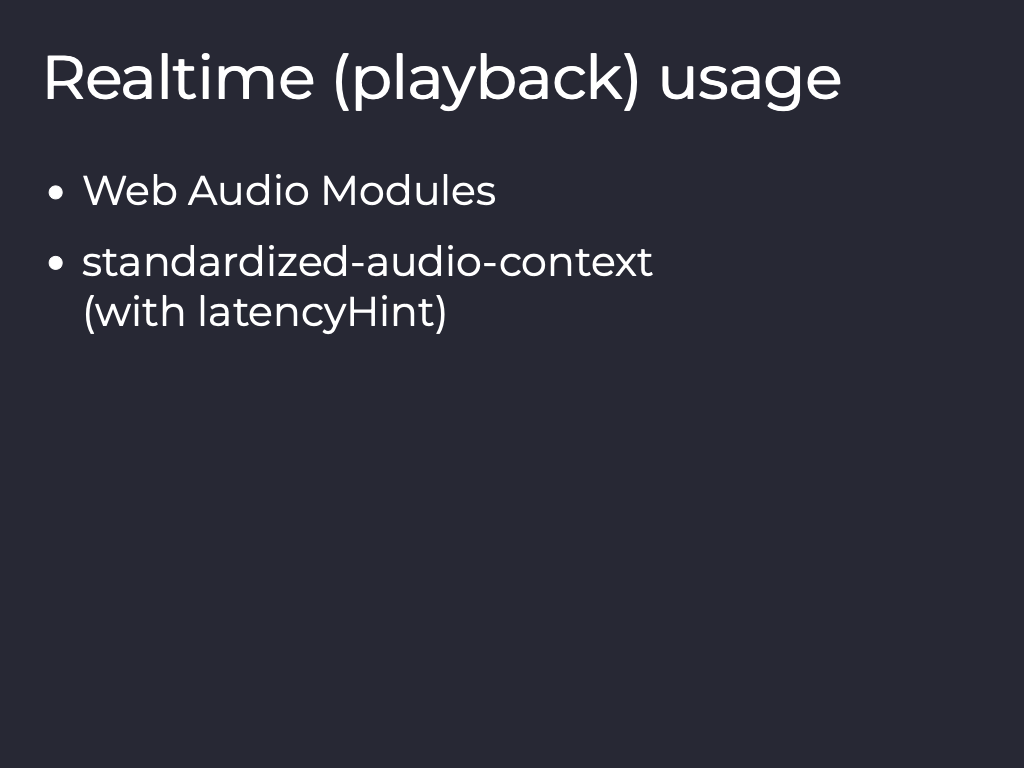 Realtime (playback) usage
• Web Audio Modules
• standardized-audio-context
(with latencyHint)